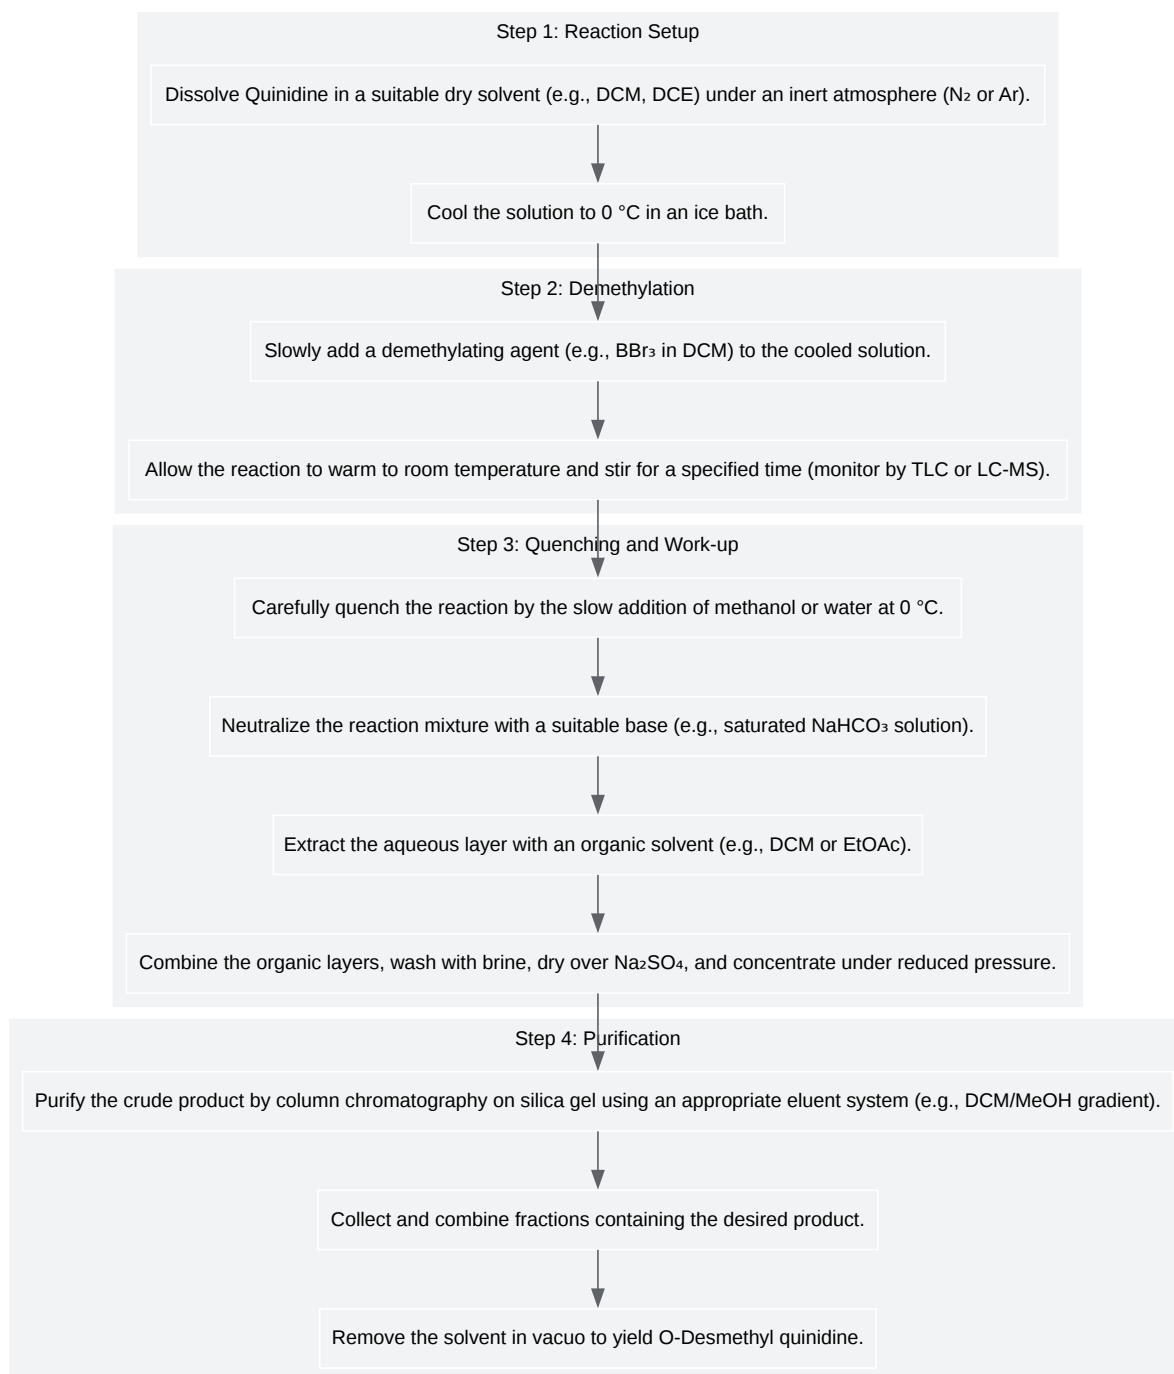 Step 1: Reaction Setup
Dissolve Quinidine in a suitable dry solvent (e.g., DCM, DCE) under an inert atmosphere (N₂ or Ar).
Cool the solution to 0 °C in an ice bath.
Step 2: Demethylation
Slowly add a demethylating agent (e.g., BBr₃ in DCM) to the cooled solution.
Allow the reaction to warm to room temperature and stir for a specified time (monitor by TLC or LC-MS).
Step 3: Quenching and Work-up
Carefully quench the reaction by the slow addition of methanol or water at 0 °C.
Neutralize the reaction mixture with a suitable base (e.g., saturated NaHCO₃ solution).
Extract the aqueous layer with an organic solvent (e.g., DCM or EtOAc).
Combine the organic layers, wash with brine, dry over Na₂SO₄, and concentrate under reduced pressure.
Step 4: Purification
Purify the crude product by column chromatography on silica gel using an appropriate eluent system (e.g., DCM/MeOH gradient).
Collect and combine fractions containing the desired product.
Remove the solvent in vacuo to yield O-Desmethyl quinidine.